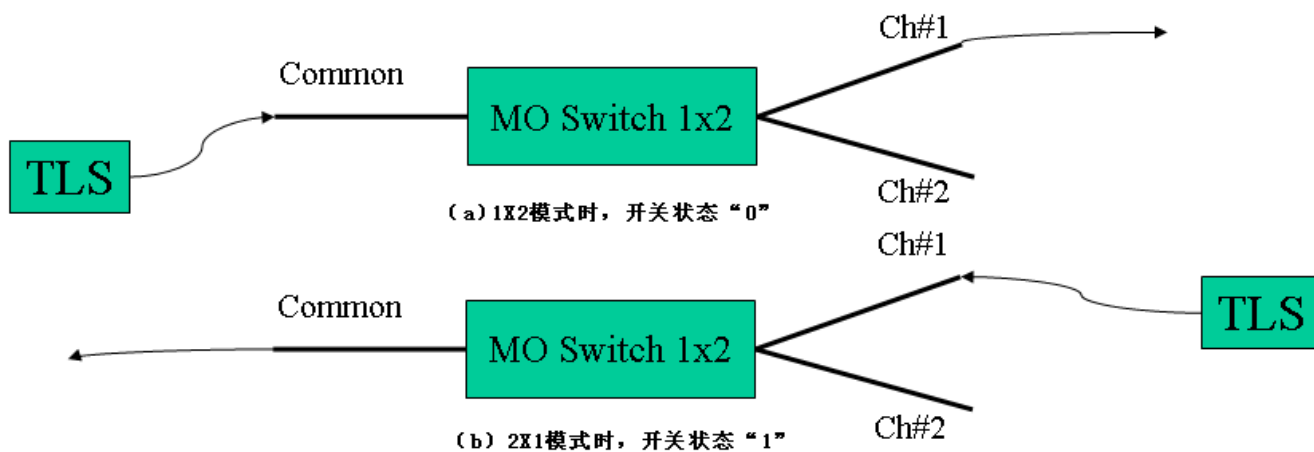 Ch#1
Common
MO Switch 1x2
TLS
Ch#2
（a）1X2模式时，开关状态“0”
Ch#1
Common
TLS
MO Switch 1x2
Ch#2
（b）2X1模式时，开关状态“1”